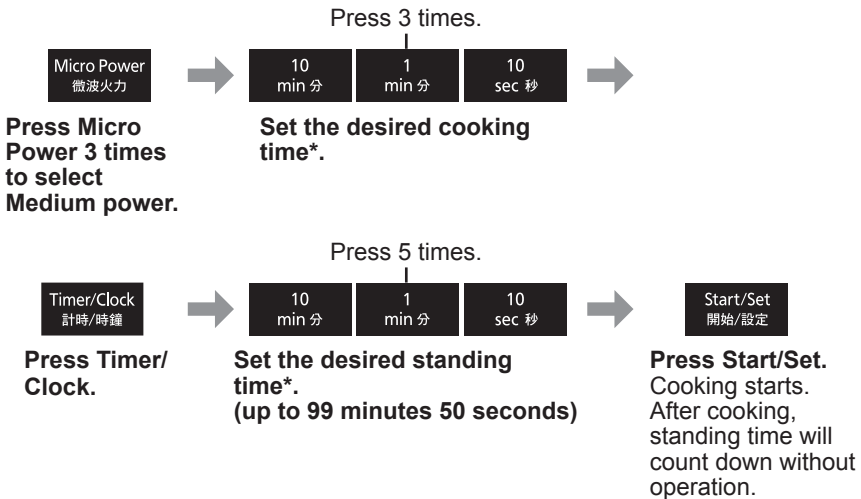 Press 3 times.
Micro Power
微波火力
10
min 分
1
min 分
10
sec 秒
Press Micro
Power 3 times
to select
Medium power.
Set the desired cooking
time*.
Press 5 times.
Timer/Clock
計時/時鐘
10
min 分
1
min 分
10
sec 秒
Start/Set
開始/設定
Press Timer/
Clock.
Set the desired standing
time*.
(up to 99 minutes 50 seconds)
Press Start/Set.
Cooking starts.
After cooking,
standing time will
count down without
operation.